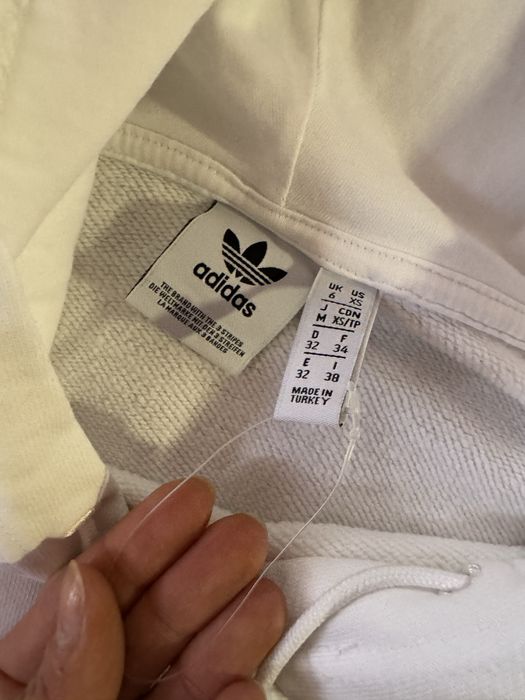 adidas
THE BRAND WITH THE 3 STRIPES
DIE WELTMARKE MIT DEN 3 STREIFEN
LA MARQUE AUX 3 BANDES
UK US
6 XS
J CDN
M XS/TP
D F
32 34
E I
32 38
MADE IN
TURKEY